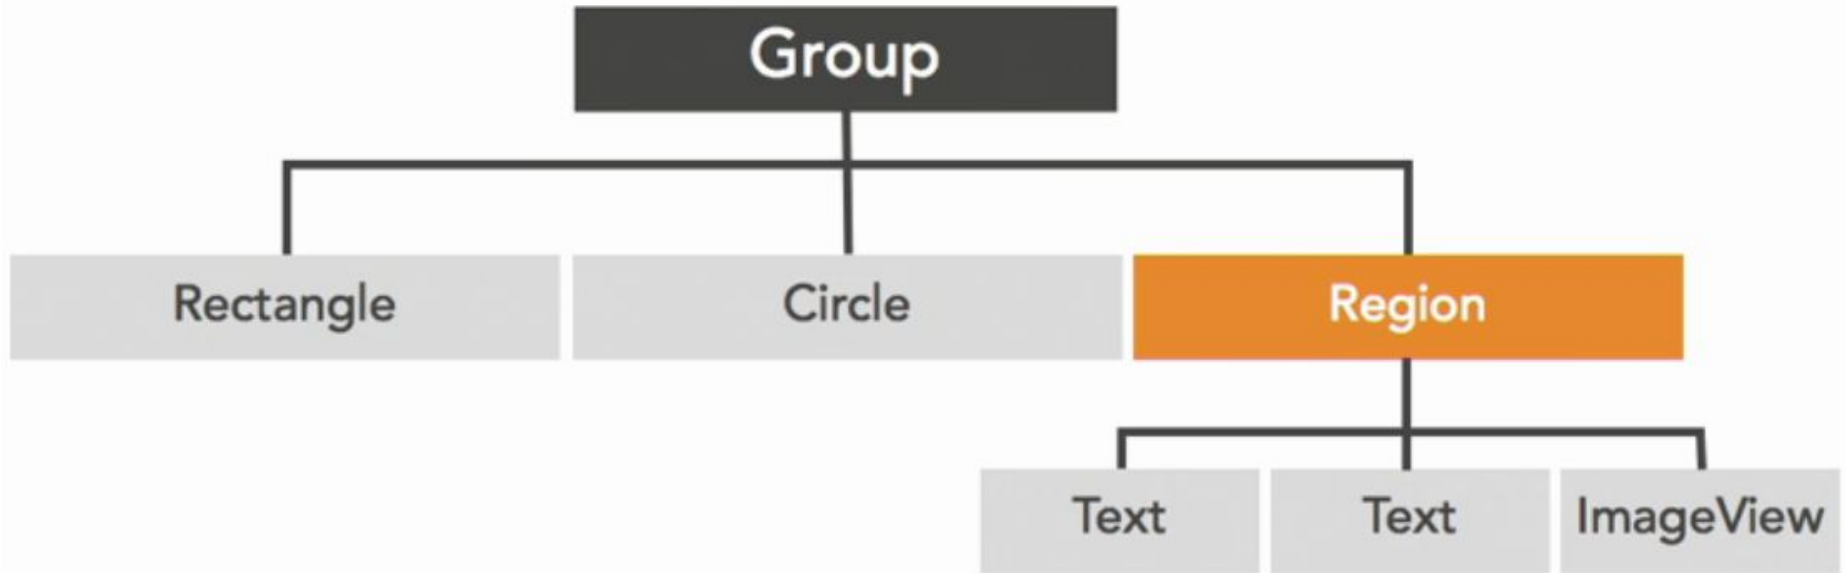 Group
Rectangle
Circle
Region
Text
Text
ImageView